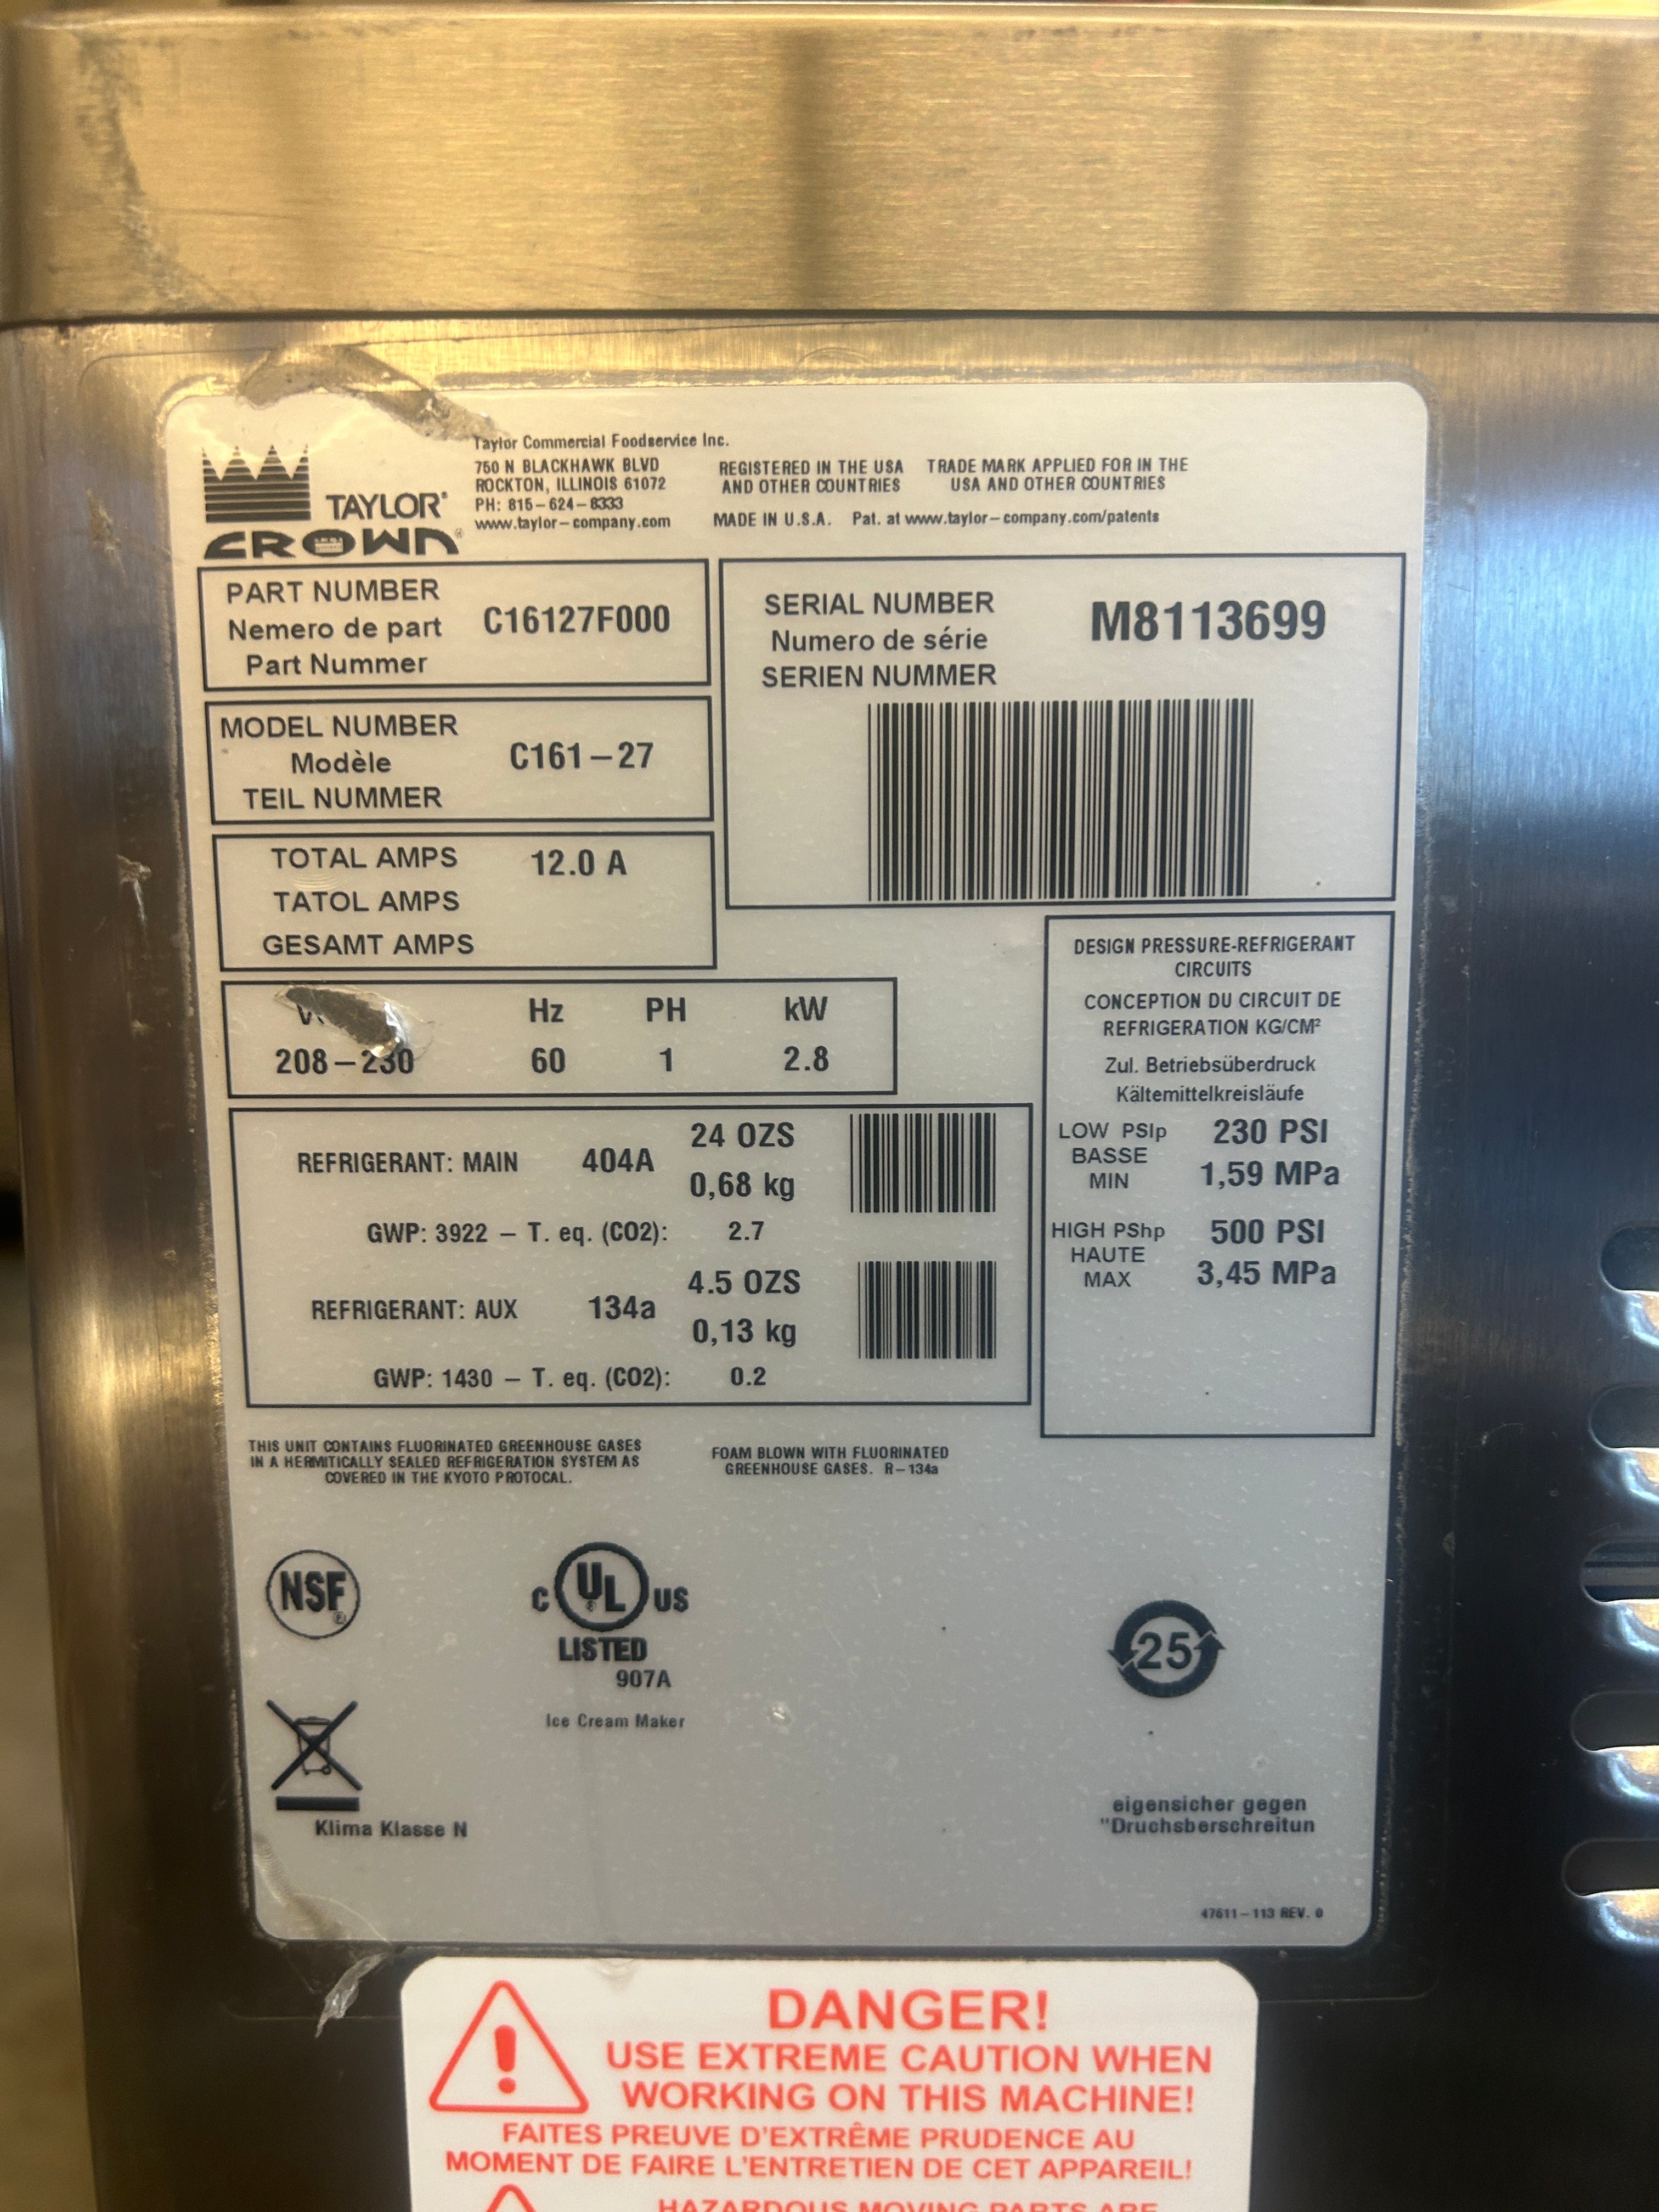 Taylor Commercial Foodservice Inc.
750 N BLACKHAWK BLVD
ROCKTON, ILLINOIS 61072
PH: 815-624-8333
www.taylor-company.com
REGISTERED IN THE USA
AND OTHER COUNTRIES
TRADE MARK APPLIED FOR IN THE
USA AND OTHER COUNTRIES
MADE IN U.S.A. Pat. at www.taylor-company.com/patents
TAYLOR®
CROWN®
PART NUMBER
Nemero de part
Part Nummer
C16127F000
SERIAL NUMBER
Numero de série
SERIEN NUMMER
M8113699
MODEL NUMBER
Modèle
TEIL NUMMER
C161-27
TOTAL AMPS 12.0 A
TATOL AMPS
GESAMT AMPS
Hz PH kW
208-230 60 1 2.8
DESIGN PRESSURE-REFRIGERANT
CIRCUITS
CONCEPTION DU CIRCUIT DE
REFRIGERATION KG/CM²
Zul. Betriebsüberdruck
Kältemittelkreisläufe
LOW PSIp 230 PSI
BASSE
MIN 1,59 MPa
HIGH PShp 500 PSI
HAUTE
MAX 3,45 MPa
REFRIGERANT: MAIN 404A 24 OZS
0,68 kg
GWP: 3922 – T. eq. (CO2): 2.7
REFRIGERANT: AUX 134a 4.5 OZS
0,13 kg
GWP: 1430 – T. eq. (CO2): 0.2
THIS UNIT CONTAINS FLUORINATED GREENHOUSE GASES
IN A HERMITICALLY SEALED REFRIGERATION SYSTEM AS
COVERED IN THE KYOTO PROTOCAL.
FOAM BLOWN WITH FLUORINATED
GREENHOUSE GASES. R-134a
NSF®
C UL® US
LISTED
907A
Ice Cream Maker
25
Klima Klasse N
eigensicher gegen
"Druchsberschreitun
47611-113 REV. 0
DANGER!
USE EXTREME CAUTION WHEN
WORKING ON THIS MACHINE!
FAITES PREUVE D'EXTRÊME PRUDENCE AU
MOMENT DE FAIRE L'ENTRETIEN DE CET APPAREIL!
HAZARDOUS MOVING PARTS ARE